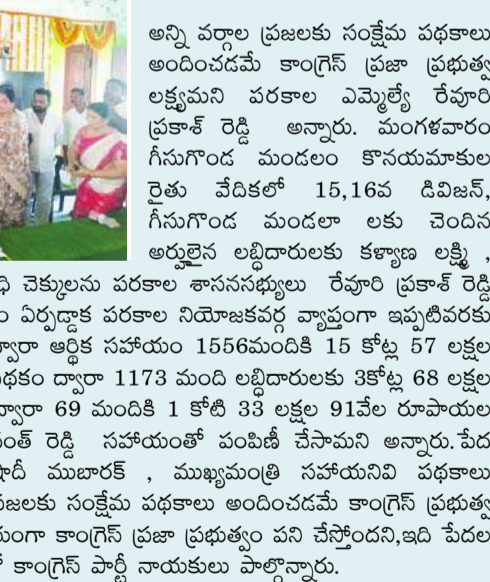 అన్ని వర్గాల ప్రజలకు సంక్షేమ పథకాలు
అందించడమే కాంగ్రెస్ ప్రజా ప్రభుత్వ
లక్ష్యమని పరకాల ఎమ్మెల్యే రేవూరి
ప్రకాశ్ రెడ్డి అన్నారు. మంగళవారం
గీసుగొండ మండలం కొనయమాకుల
రైతు వేదికలో 15,16వ డివిజన్,
గీసుగొండ మండలా లకు చెందిన
అర్హులైన లబ్ధిదారులకు కళ్యాణ లక్ష్మి ,
చెక్కులను పరకాల శాసనసభ్యులు రేవూరి ప్రకాశ్ రెడ్డి
ఏర్పడ్డాక పరకాల నియోజకవర్గ వ్యాప్తంగా ఇప్పటివరకు
ద్వారా ఆర్థిక సహాయం 1556మందికి 15 కోట్ల 57 లక్షల
ద్వారా 1173 మంది లబ్ధిదారులకు 3కోట్ల 68 లక్షల
69 మందికి 1 కోటి 33 లక్షల 91వేల రూపాయల
రెడ్డి సహాయంతో పంపిణీ చేసామని అన్నారు.పేద
ముబారక్ , ముఖ్యమంత్రి సహాయనివి పథకాలు
సంక్షేమ పథకాలు అందించడమే కాంగ్రెస్ ప్రభుత్వ
కాంగ్రెస్ ప్రజా ప్రభుత్వం పని చేస్తోందని,ఇది పేదల
కాంగ్రెస్ పార్టీ నాయకులు పాల్గొన్నారు.